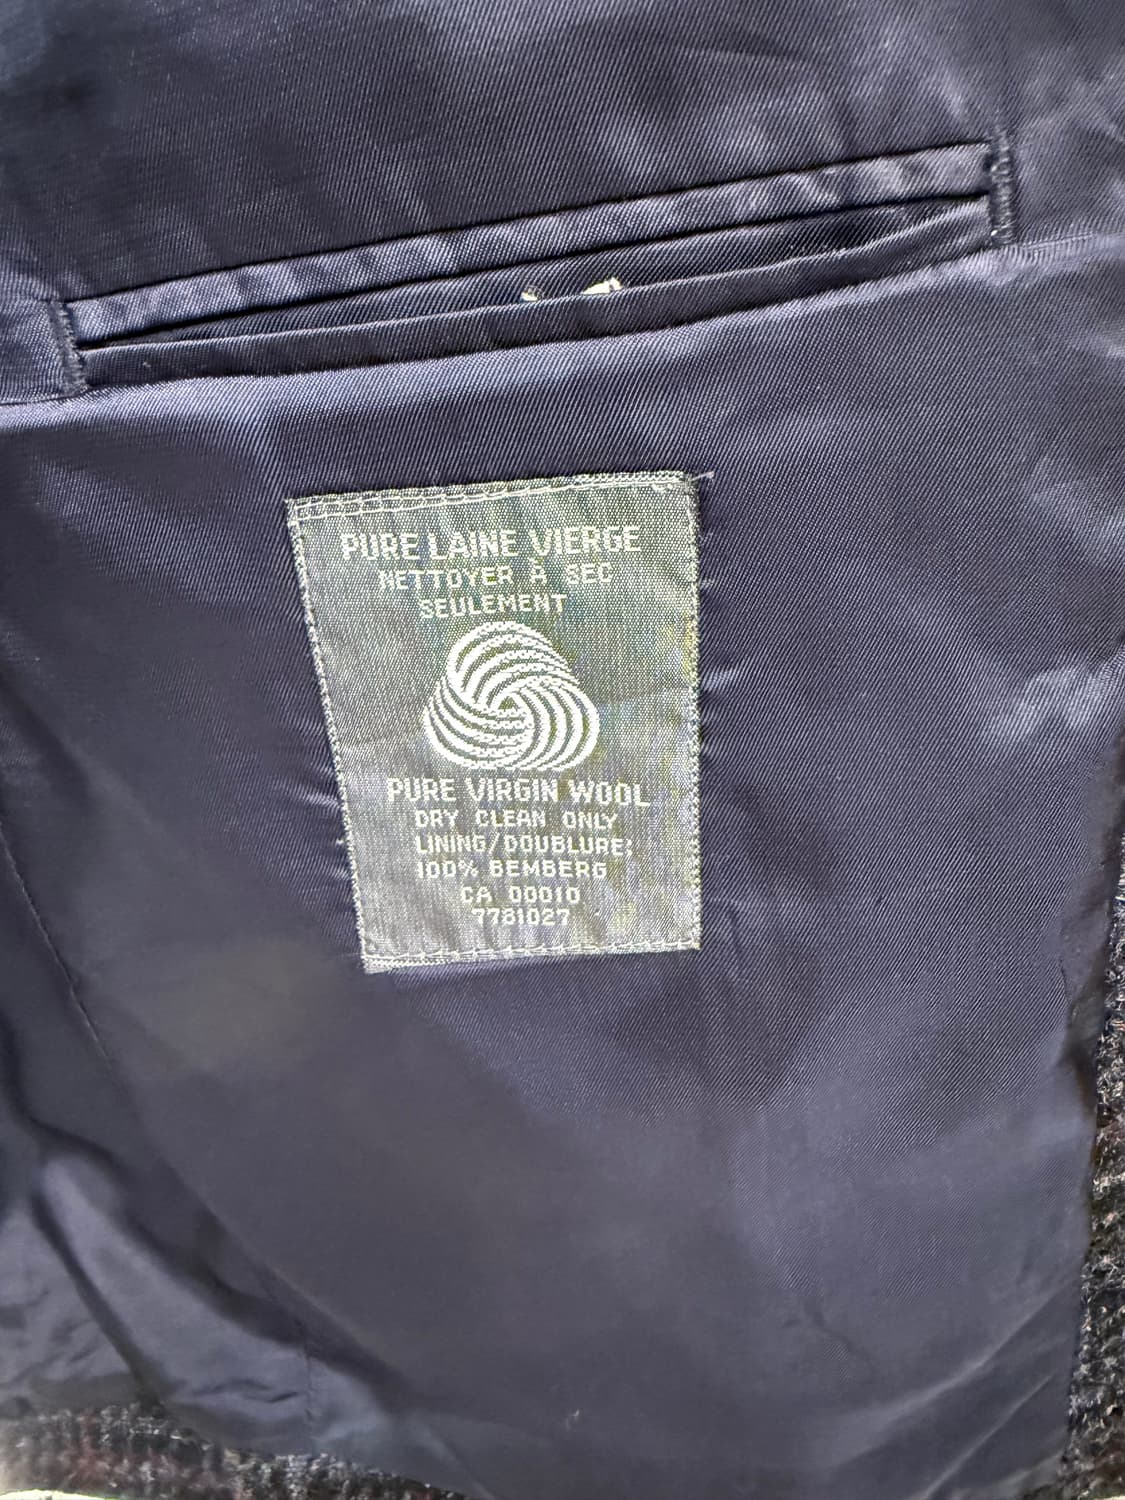 PURE LAINE VIERGE
NETTOYER À SEC
SEULEMENT
PURE VIRGIN WOOL
DRY CLEAN ONLY
LINING/DOUBLURE:
100% BEMBERG
CA 00010
7781027